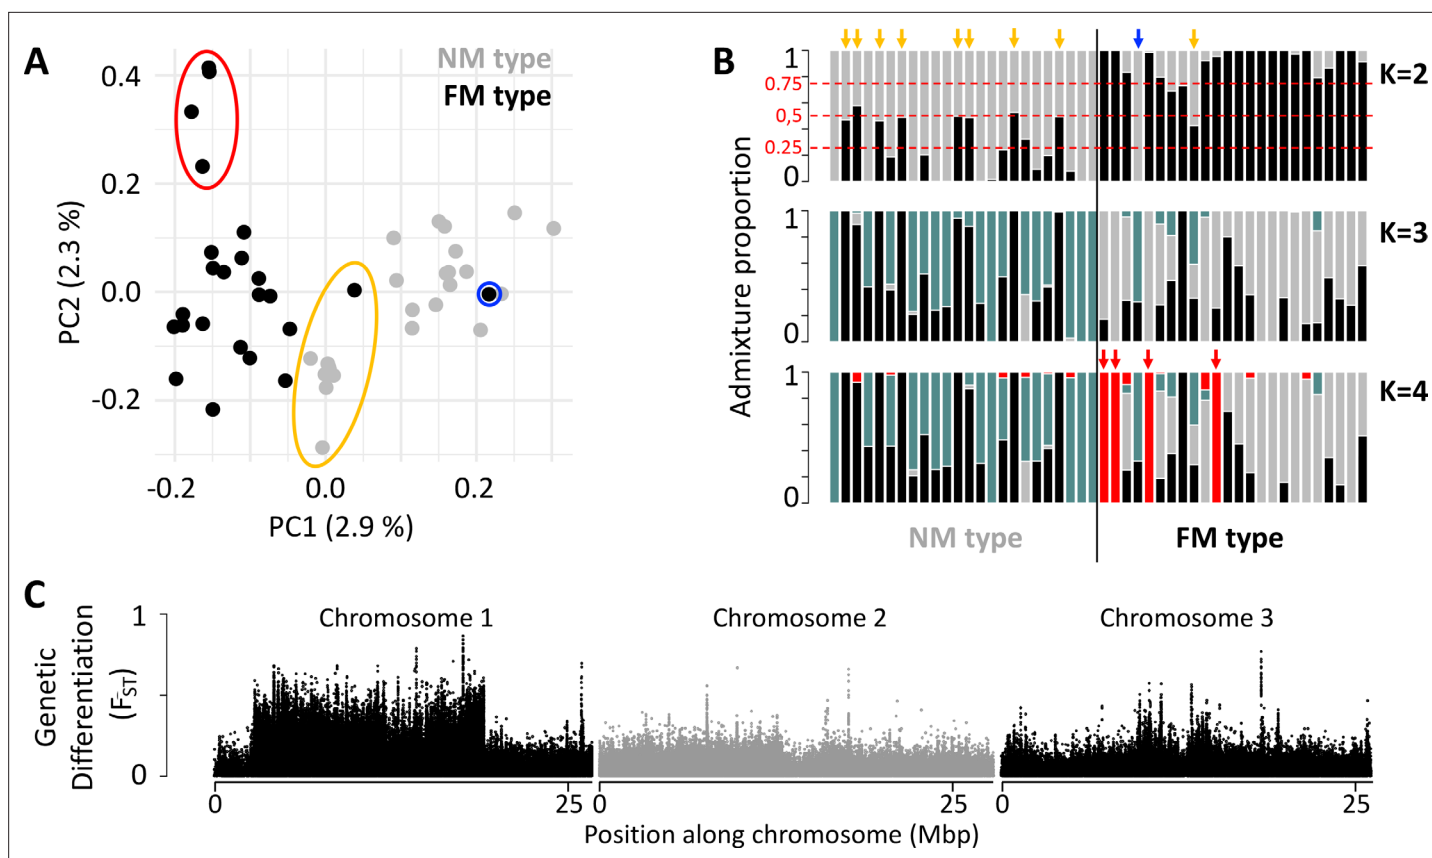 A
NM type
FM type
0.4
0.2
0.0
-0.2
PC2 (2.3 %)
-0.2
0.0
0.2
PC1 (2.9 %)
B
Admixture proportion
1
0.75
0,5
0.25
0
K=2
1
0
K=3
1
0
K=4
NM type
FM type
C
Genetic
Differentiation
(FST)
1
0
Chromosome 1
Chromosome 2
Chromosome 3
0
25
0
25
0
25
Position along chromosome (Mbp)